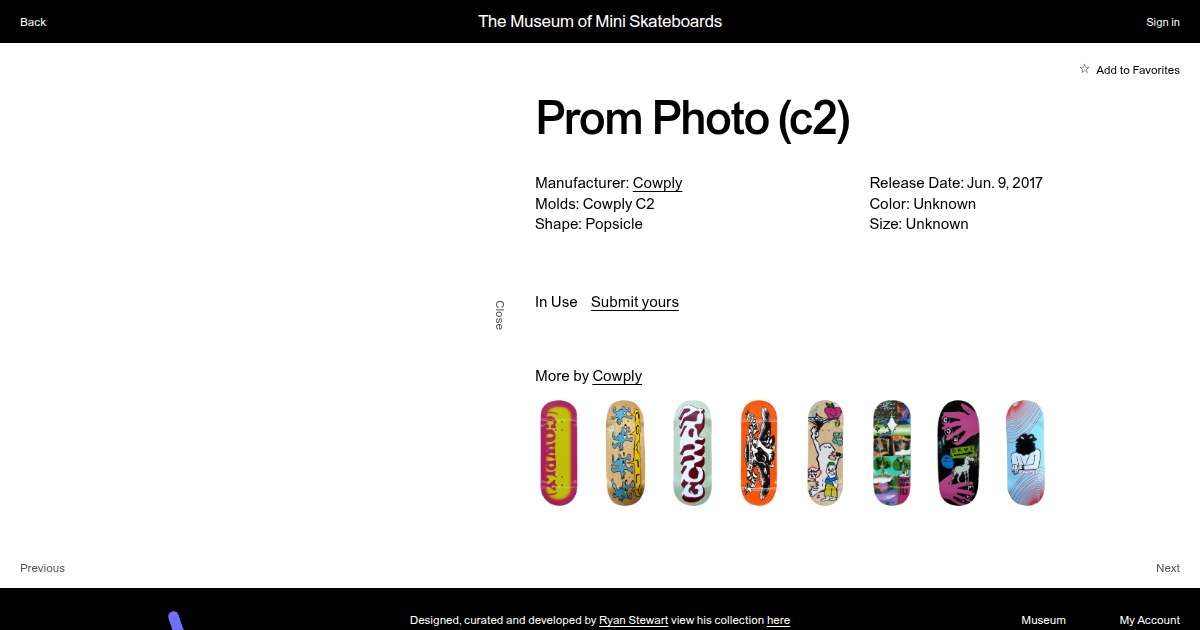 Back
The Museum of Mini Skateboards
Sign in
☆ Add to Favorites
Prom Photo (c2)
Manufacturer: Cowply
Molds: Cowply C2
Shape: Popsicle
Release Date: Jun. 9, 2017
Color: Unknown
Size: Unknown
Close
In Use Submit yours
More by Cowply
COWPLY
COWPLY
Previous
Next
Designed, curated and developed by Ryan Stewart view his collection here
Museum
My Account